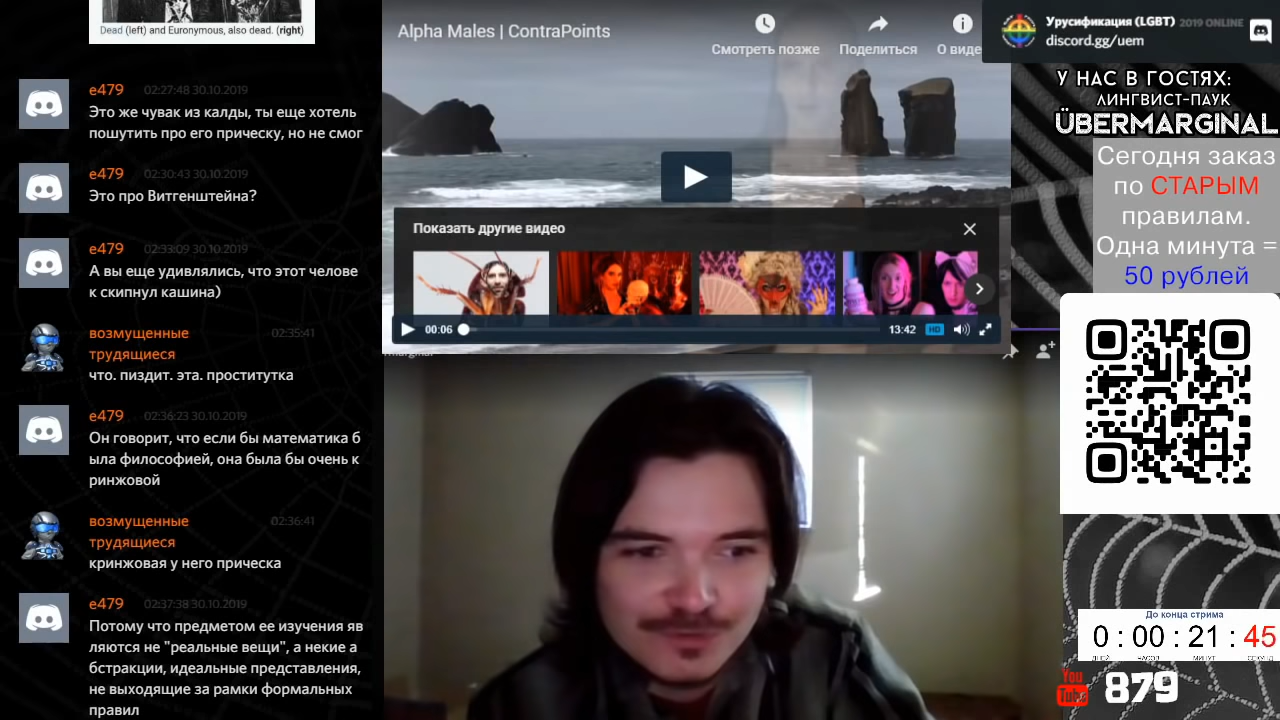 Dead (left) and Euronymous, also dead. (right)
e479 02:27:48 30.10.2019
Это же чувак из калды, ты еще хотель
пошутить про его прическу, но не смог
e479 02:30:43 30.10.2019
Это про Витгенштейна?
e479 02:33:09 30.10.2019
А вы еще удивлялись, что этот челове
к скипнул кашина)
возмущенные 02:35:41
трудящиеся
что. пиздит. эта. проститутка
e479 02:36:23 30.10.2019
Он говорит, что если бы математика б
ыла философией, она была бы очень к
ринжовой
возмущенные 02:36:41
трудящиеся
кринжовая у него прическа
e479 02:37:38 30.10.2019
Потому что предметом ее изучения яв
ляются не "реальные вещи", а некие а
бстракции, идеальные представления,
не выходящие за рамки формальных
правил
Alpha Males | ContraPoints
Смотреть позже
Поделиться
О виде
Показать другие видео
00:06
13:42
HD
Урусификация (LGBT) 2019 ONLINE
discord.gg/uem
У НАС В ГОСТЯХ:
ЛИНГВИСТ-ПАУК
ÜBERMARGINAL
Сегодня заказ
по СТАРЫМ
правилам.
Одна минута =
50 рублей
До конца стрима
0 : 00 : 21 : 45
ДНЕЙ ЧАСОВ МИНУТ СЕКУНД
You
Tube
879